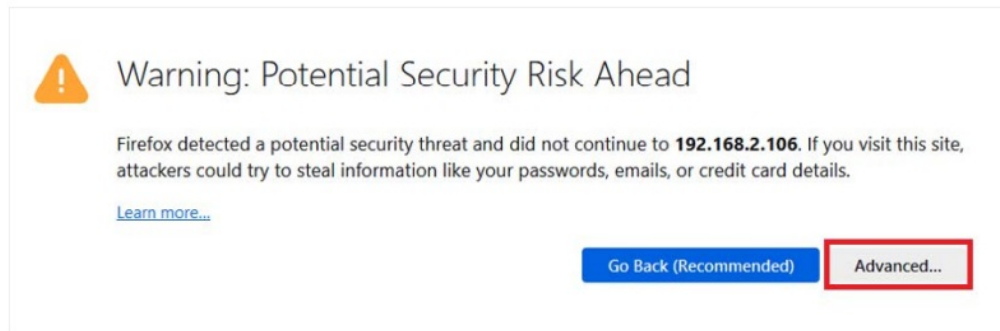 Warning: Potential Security Risk Ahead
Firefox detected a potential security threat and did not continue to 192.168.2.106. If you visit this site,
attackers could try to steal information like your passwords, emails, or credit card details.
Learn more...
Go Back (Recommended)
Advanced...